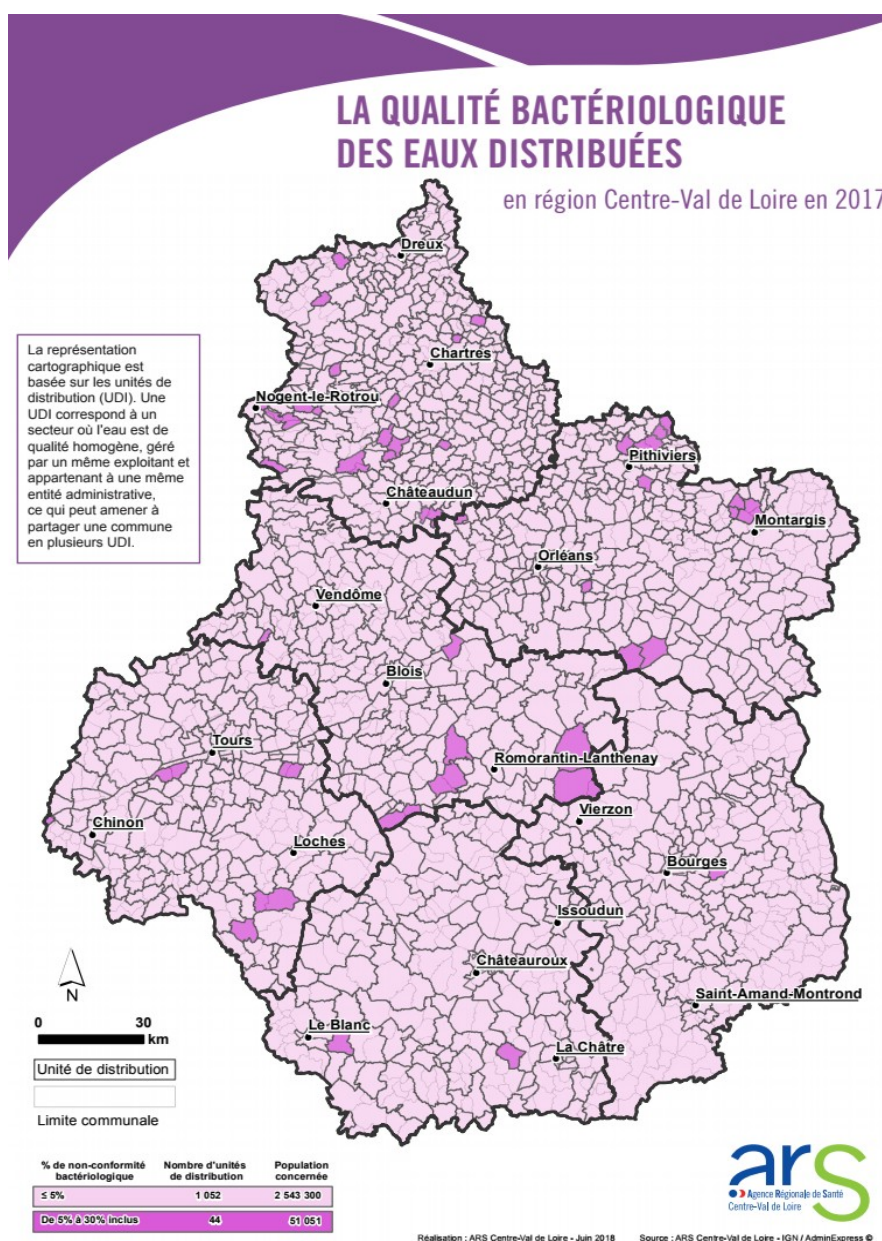 LA QUALITÉ BACTÉRIOLOGIQUE
DES EAUX DISTRIBUÉES
en région Centre-Val de Loire en 2017
Dreux
La représentation
cartographique est
basée sur les unités de
distribution (UDI). Une
UDI correspond à un
secteur où l'eau est de
qualité homogène, géré
par un même exploitant et
appartenant à une même
entité administrative,
ce qui peut amener à
partager une commune
en plusieurs UDI.
Chartres
Nogent-le-Rotrou
Pithiviers
Châteaudun
Montargis
Orléans
Vendôme
Blois
Tours
Romorantin-Lanthenay
Chinon
Vierzon
Loches
Bourges
Issoudun
Châteauroux
Saint-Amand-Montrond
Le Blanc
La Châtre
N
0 30
km
Unité de distribution
Limite communale
% de non-conformité bactériologique Nombre d'unités de distribution Population concernée
≤ 5% 1 052 2 543 300
De 5% à 30% inclus 44 51 051
ars
Agence Régionale de Santé
Centre-Val de Loire
Réalisation : ARS Centre-Val de Loire - Juin 2018 Source : ARS Centre-Val de Loire - IGN / AdminExpress ©